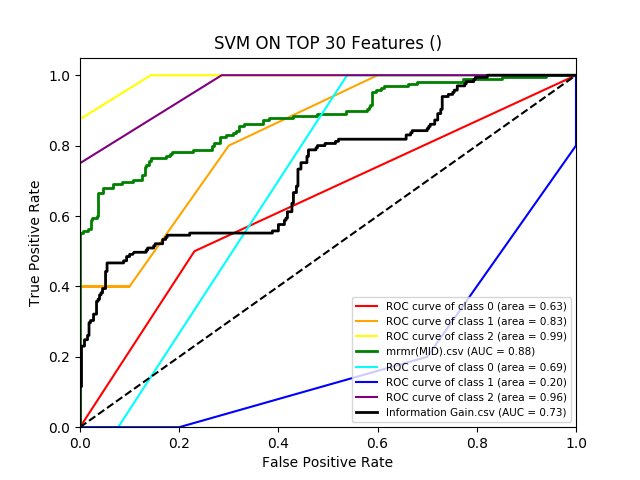 SVM ON TOP 30 Features ()
True Positive Rate
1.0
0.8
0.6
0.4
0.2
0.0
ROC curve of class 0 (area = 0.63)
ROC curve of class 1 (area = 0.83)
ROC curve of class 2 (area = 0.99)
mrmr(MID).csv (AUC = 0.88)
ROC curve of class 0 (area = 0.69)
ROC curve of class 1 (area = 0.20)
ROC curve of class 2 (area = 0.96)
Information Gain.csv (AUC = 0.73)
0.0 0.2 0.4 0.6 0.8 1.0
False Positive Rate